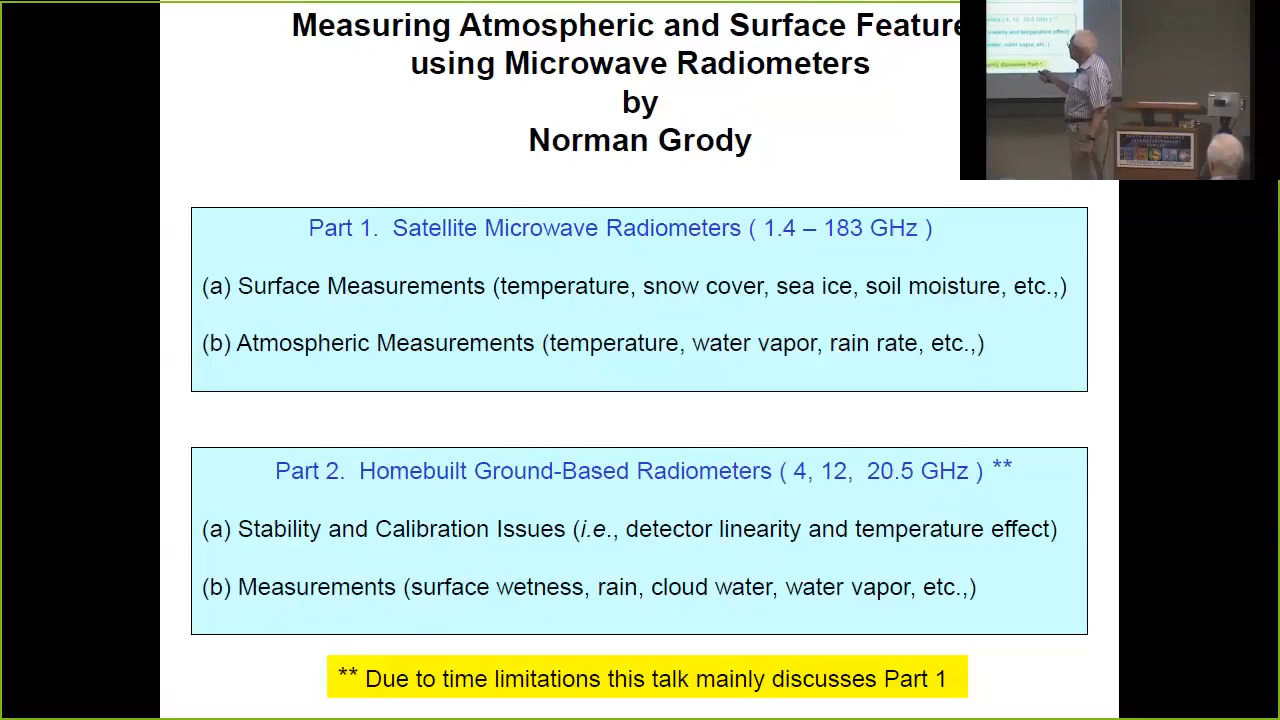 Measuring Atmospheric and Surface Feature
using Microwave Radiometers
by
Norman Grody
Part 1. Satellite Microwave Radiometers ( 1.4 – 183 GHz )
(a) Surface Measurements (temperature, snow cover, sea ice, soil moisture, etc.,)
(b) Atmospheric Measurements (temperature, water vapor, rain rate, etc.,)
Part 2. Homebuilt Ground-Based Radiometers ( 4, 12, 20.5 GHz ) **
(a) Stability and Calibration Issues (i.e., detector linearity and temperature effect)
(b) Measurements (surface wetness, rain, cloud water, water vapor, etc.,)
** Due to time limitations this talk mainly discusses Part 1